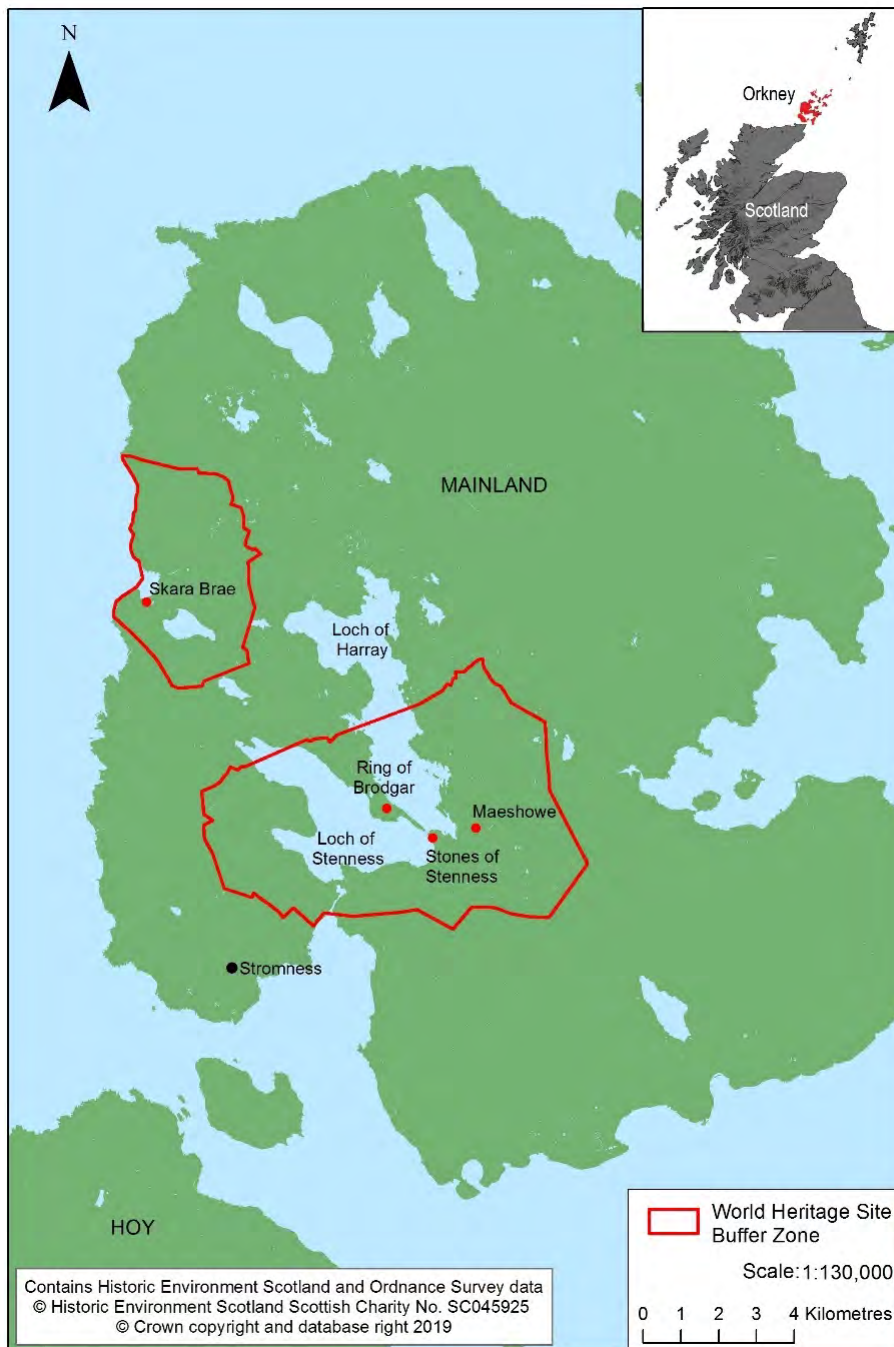 N
Orkney
Scotland
MAINLAND
Skara Brae
Loch of
Harray
Ring of
Brodgar
Maeshowe
Loch of
Stenness
Stones of
Stenness
Stromness
HOY
World Heritage Site
Buffer Zone
Scale: 1:130,000
0 1 2 3 4 Kilometres
Contains Historic Environment Scotland and Ordnance Survey data
© Historic Environment Scotland Scottish Charity No. SC045925
© Crown copyright and database right 2019